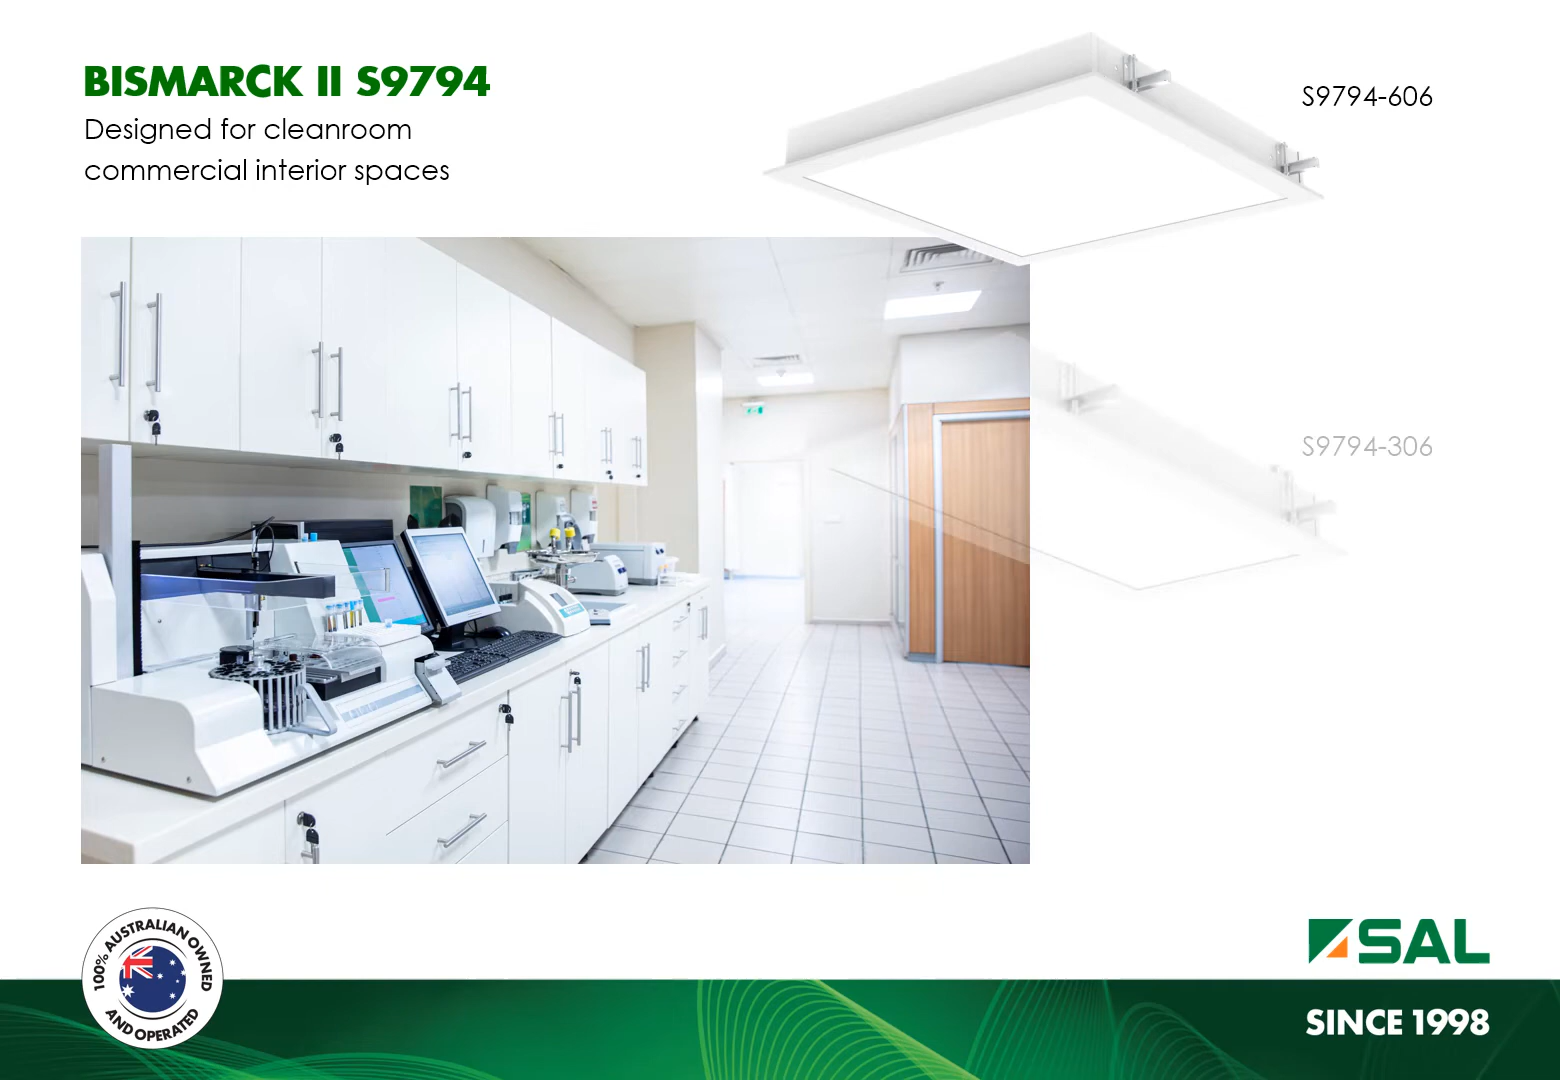 BISMARCK II S9794
Designed for cleanroom
commercial interior spaces
S9794-606
S9794-306
100% AUSTRALIAN OWNED
AND OPERATED
SAL
SINCE 1998